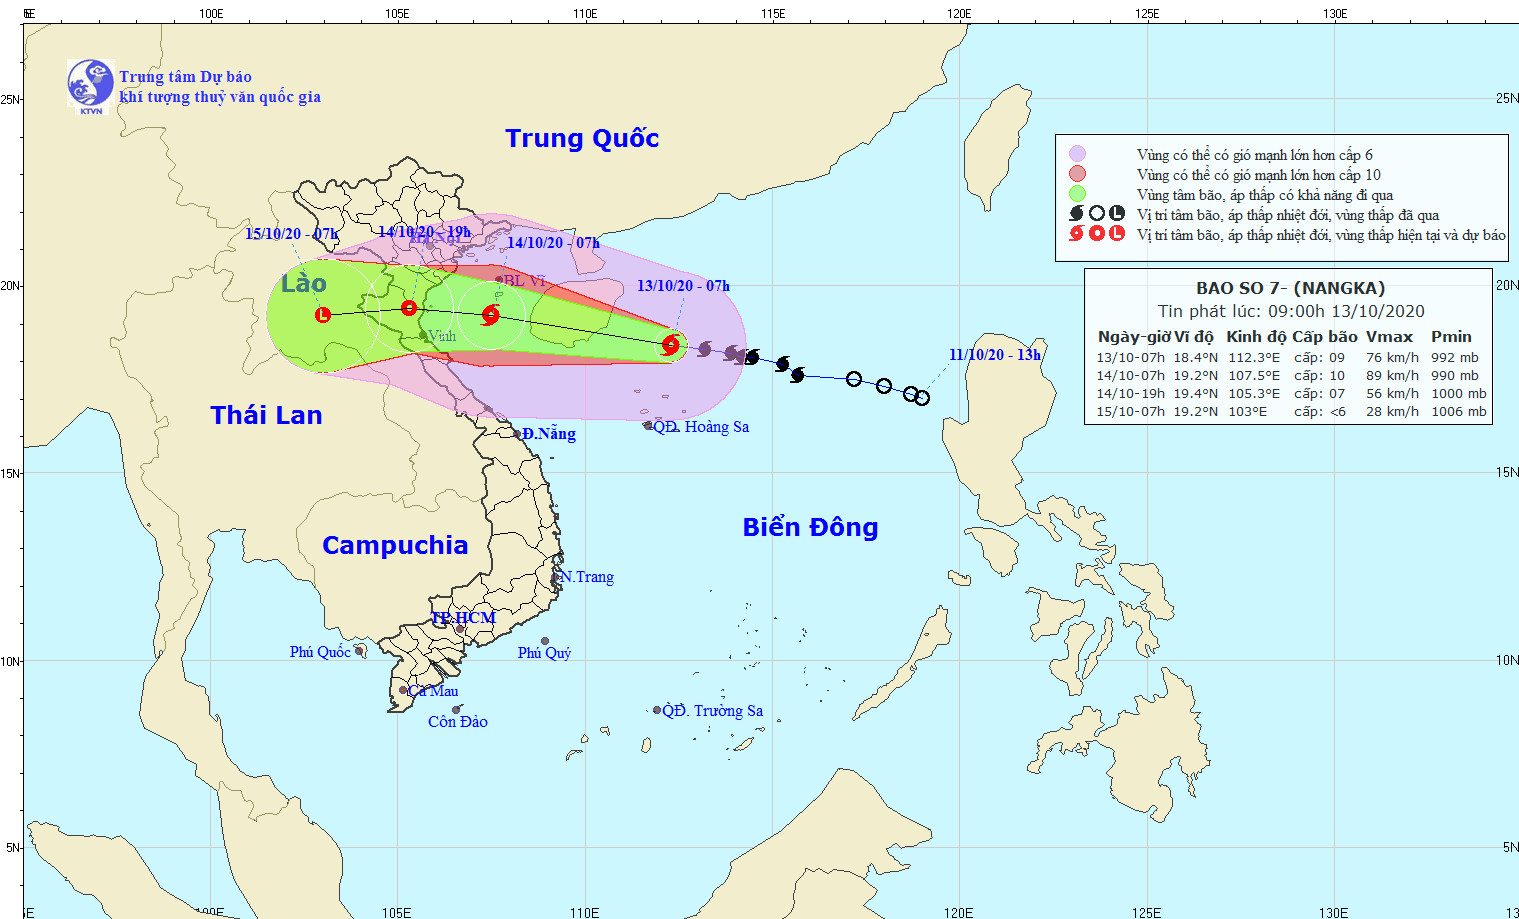 E
100E
105E
110E
115E
120E
125E
130E
Trung tâm Dự báo
khí tượng thuỷ văn quốc gia
KTVN
25N
25N
Trung Quốc
Vùng có thể có gió mạnh lớn hơn cấp 6
Vùng có thể có gió mạnh lớn hơn cấp 10
Vùng tâm bão, áp thấp có khả năng đi qua
L Vị trí tâm bão, áp thấp nhiệt đới, vùng thấp đã qua
L Vị trí tâm bão, áp thấp nhiệt đới, vùng thấp hiện tại và dự báo
15/10/20 - 07h
14/10/20 - 19h
Hà Nội
14/10/20 - 07h
13/10/20 - 07h
BL Vĩ
Lào
20N
20N
BAO SO 7- (NANGKA)
Tin phát lúc: 09:00h 13/10/2020
Ngày-giờ Vĩ độ Kinh độ Cấp bão Vmax Pmin
13/10-07h 18.4°N 112.3°E cấp: 09 76 km/h 992 mb
14/10-07h 19.2°N 107.5°E cấp: 10 89 km/h 990 mb
14/10-19h 19.4°N 105.3°E cấp: 07 56 km/h 1000 mb
15/10-07h 19.2°N 103°E cấp: <6 28 km/h 1006 mb
L
Vinh
11/10/20 - 13h
Thái Lan
Đ.Nẵng
QĐ. Hoàng Sa
15N
15N
Biển Đông
Campuchia
N.Trang
TP.HCM
Phú Quốc
Phú Quý
10N
10N
Cà Mau
Côn Đảo
QĐ. Trường Sa
5N
5N
E
100E
105E
110E
115E
120E
125E
130E
13